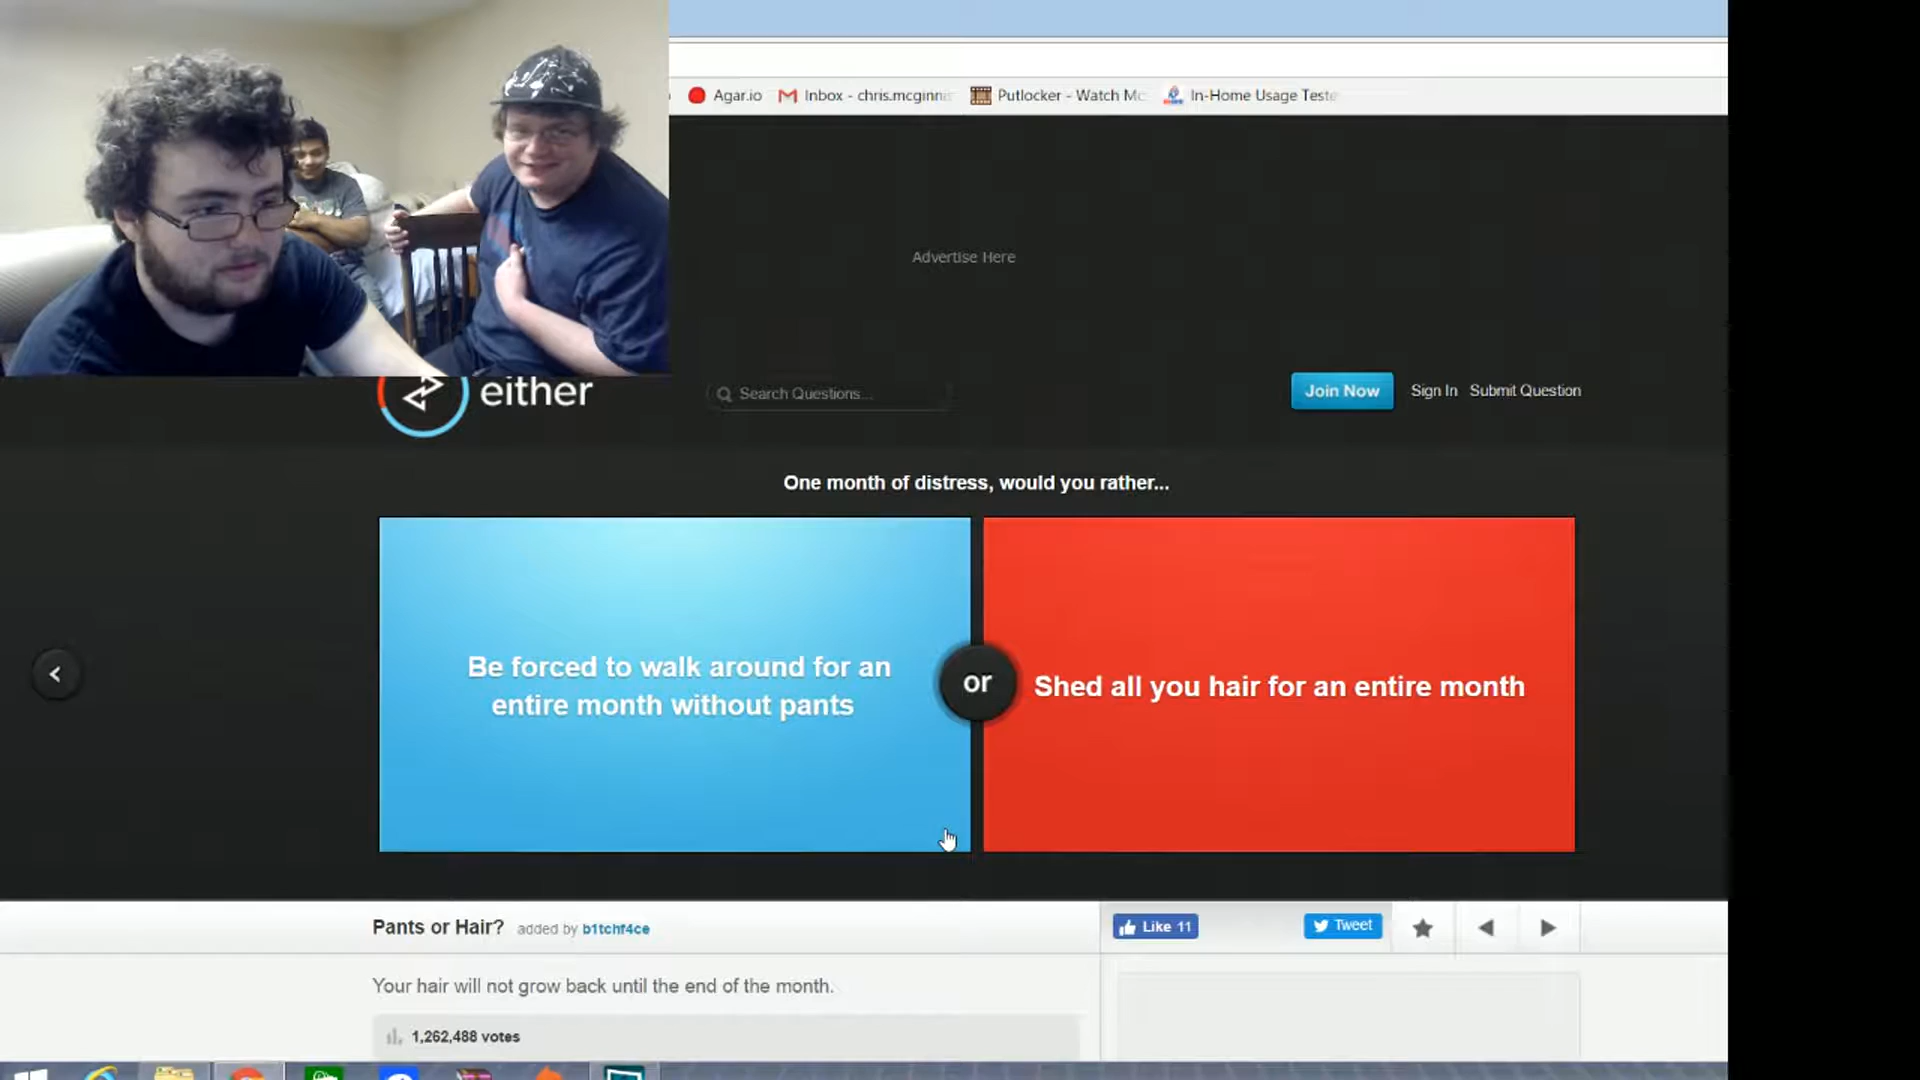 Agar.io
Inbox - chris.mcginni
Putlocker - Watch Mc
In-Home Usage Teste
Advertise Here
either
Search Questions...
Join Now
Sign In
Submit Question
One month of distress, would you rather...
Be forced to walk around for an
entire month without pants
or
Shed all you hair for an entire month
Pants or Hair?
added by b1tchf4ce
Like 11
Tweet
Your hair will not grow back until the end of the month.
1,262,488 votes